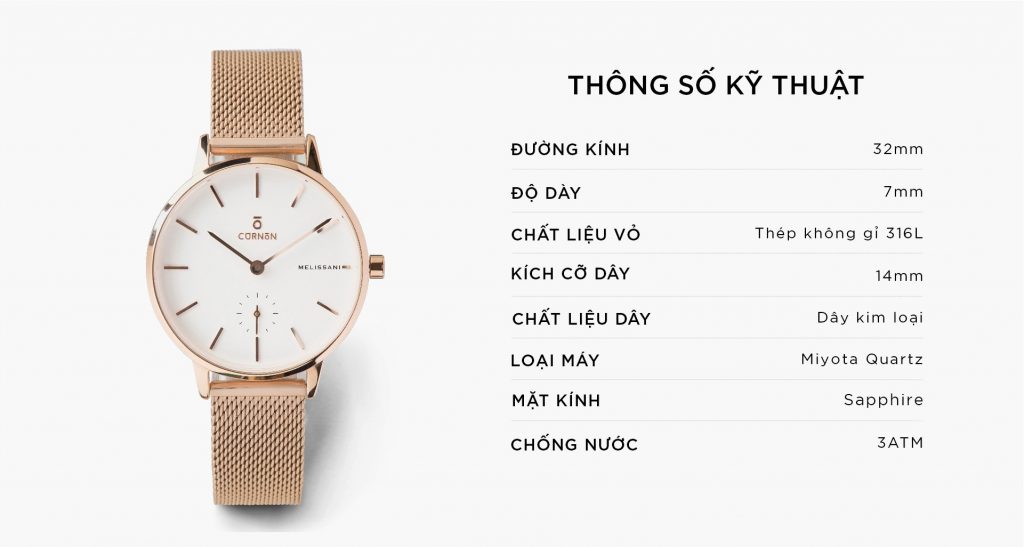 CURNŌN
MELISSANI
THÔNG SỐ KỸ THUẬT
ĐƯỜNG KÍNH 32mm
ĐỘ DÀY 7mm
CHẤT LIỆU VỎ Thép không gỉ 316L
KÍCH CỠ DÂY 14mm
CHẤT LIỆU DÂY Dây kim loại
LOẠI MÁY Miyota Quartz
MẶT KÍNH Sapphire
CHỐNG NƯỚC 3ATM